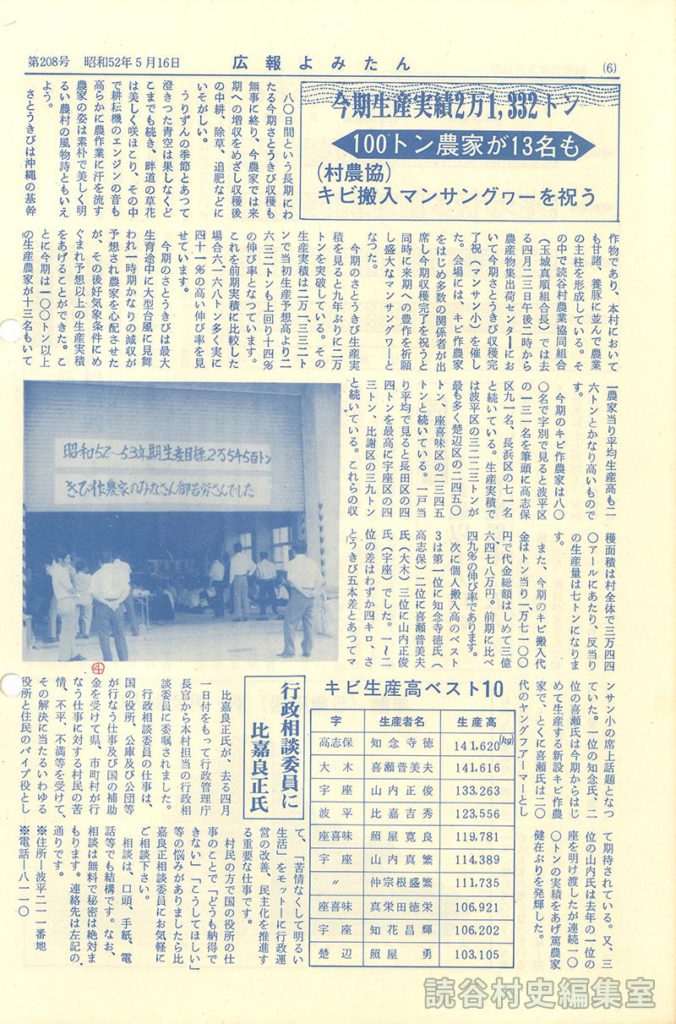 第208号　昭和52年5月16日
広報よみたん
(6)
今期生産実績2万1,332トン
100トン農家が13名も
(村農協)
キビ搬入マンサングヮーを祝う
八〇日間という長期にわ
たる今期さとうきび収穫も
無事に終り、今農家では来
期への増収をめざし収穫後
の中耕、除草、追肥などに
いそがしい。
うりずんの季節とあつて
澄きつた青空は果しなくど
こまでも続き、畔道の草花
は美しく咲ほこり、その中
で耕耘機のエンジンの音も
高らかに農作業に汗を流す
農家の姿は素朴で美しく明
るい農村の風物詩ともいえ
よう。
さとうきびは沖縄の基幹
作物であり、本村において
も甘諸、養豚に並んで農業
の主柱を形成している。そ
の中で読谷村農業協同組合
（玉城真順組合長）では去
る四月二三日午後二時から
農産物集出荷センターにお
いて今期さとうきび収穫完
了祝（マンサン小）を催し
た。会場には、キビ作農家
をはじめ多数の関係者が出
席し今期収穫完了を祝うと
同時に来期への豊作を祈願
し盛大なマンサングワーと
なつた。
今期のさとうきび生産実
積を見ると九年ぶりに二万
トンを突破している。その
生産実積は二万一三三二ト
ンで当初生産予想高より二
六三二トンも上回り十四％
の伸び率となつています。
これを前期実積に比較した
場合六一六八トン多く実に
四十一％の高い伸び率を見
せています。
今期のさとうきびは最大
生育途中に大型台風に見舞
われ一時期かなりの減収が
予想され農家を心配させた
が、その後好気象条件にめ
ぐまれ予想以上の生産実積
をあげることができた。こ
とに今期は一〇〇トン以上
の生産農家が十三名もいて
一農家当り平均生産高も二
六トンとかなり高いもので
す。
今期のキビ作農家は八〇
〇名で字別で見ると波平区
の一三一名を筆頭に高志保
区九一名、長浜区の七一名
と続いている。生産実積で
は波平区の三二二三トンが
最も多く楚辺区の二四五〇
トン、座喜味区の二三四五
トンと続いている。一戸当
り平均で見ると長田区の四
四トンを最高に宇座区の四
三トン、比謝区の三九トン
と続いている。これらの収
穫面積は村全体で三万四四
〇アールにあたり、反当り
の生産量は七トンになりま
す。
また、今期のキビ搬入代
金はトン当り一万七一〇〇
円で代金総額はしめて三億
六四七八万円。前期に比べ
四九％の伸び率であります。
次に個人搬入高のベスト
3は第一位に知念寺徳氏（
高志保）二位に喜瀬普美夫
氏（大木）三位に山内正俊
氏（宇座）でした。一〜二
位の差はわずか四キロ、さ
とうきび五本差とあつてマ
ンサン小の席上話題となつ
ていた。一位の知念氏、二
位の喜瀬氏は今期からはじ
めて生産する新設キビ作農
家で、とくに喜瀬氏は二〇
代のヤングファーマーとし
て期待されている。又、三
位の山内氏は去年の一位の
座を明け渡したが連続一〇
〇トンの実積をあげ篤農家
健在ぶりを発揮した。
昭和52〜53年期生産目標2万5452百トン
きび作農家のみなさん御苦労さんでした
キビ生産高ベスト10
字　生産者名　生産高
高志保　知念寺徳　141,620(kg)
大木　喜瀬普美夫　141,616
宇座　山内正俊　133,263
波平　比嘉吉秀　123,556
座喜味　照屋寛良　119,781
宇座　山内真繁　114,389
〃　仲宗根盛繁　111,735
座喜味　真栄田徳栄　106,921
宇座　知花昌輝　106,202
楚辺　照屋勇　103,105
行政相談委員に
比嘉良正氏
比嘉良正氏が、去る四月
一日付をもつて行政管理庁
長官から本村担当の行政相
談委員に委嘱されました。
行政相談委員の仕事は、
国の役所、公庫及び公団等
が行なう仕事及び国の補助
金を受けて県、市町村が行
なう仕事に対する村民の苦
情、不平、不満等を受けて、
その解決に当たるいわゆる
役所と住民のパイプ役とし
て、「苦情なくして明るい
生活」をモットーに行政運
営の改善、民主化を推進す
る重要な仕事です。
村民の方で国の役所の仕
事のことで「どうも納得で
きない」「こうしてほしい」
等の悩みがありましたら比
嘉良正相談委員にお気軽に
ご相談下さい。
相談は、口頭、手紙、電
話等でも結構です。なお、
相談は無料で秘密は絶対ま
もります。連絡先は左記の
通りです。
※住所―波平二一一番地
※電話―八一一〇
読谷村史編集室